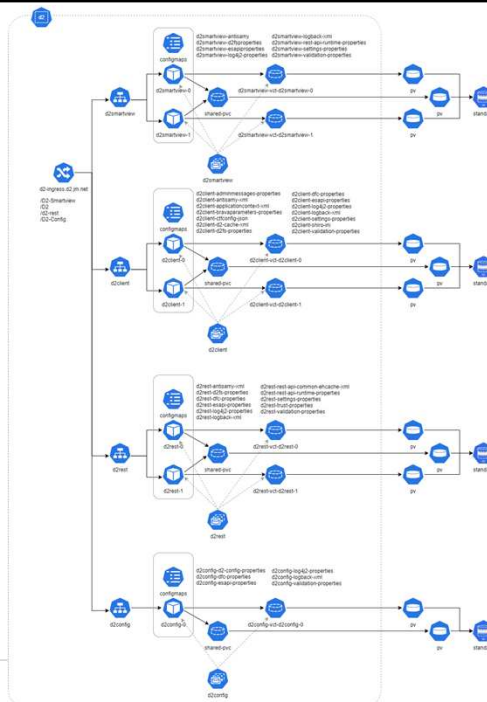 d2
d2smartview-antisamy
d2smartview-d2fsproperties
d2smartview-esapiproperties
d2smartview-log4j2-properties
d2smartview-logback-xml
d2smartview-rest-api-runtime-properties
d2smartview-settings-properties
d2smartview-validation-properties
configmaps
d2smartview-0
d2smartview-vct-d2smartview-0
pv
d2smartview
shared-pvc
pv
stand
d2smartview-1
d2smartview-vct-d2smartview-1
pv
d2smartview
d2-ingress.d2.jh.net
/D2-Smartview
/D2
/d2-rest
/D2-Config
d2client-adminmessages-properties
d2client-antisamy-xml
d2client-applicationcontext-xml
d2client-bravaparameters-properties
d2client-ctfconfig-json
d2client-d2-cache-xml
d2client-d2fs-properties
d2client-dfc-properties
d2client-esapi-properties
d2client-log4j2-properties
d2client-logback-xml
d2client-settings-properties
d2client-shiro-ini
d2client-validation-properties
configmaps
d2client-0
d2client-vct-d2client-0
pv
d2client
shared-pvc
pv
stand
d2client-1
d2client-vct-d2client-1
pv
d2client
d2rest-antisamy-xml
d2rest-d2fs-properties
d2rest-dfc-properties
d2rest-esapi-properties
d2rest-log4j2-properties
d2rest-logback-xml
d2rest-rest-api-common-ehcache-xml
d2rest-rest-api-runtime-properties
d2rest-settings-properties
d2rest-trust-properties
d2rest-validation-properties
configmaps
d2rest-0
d2rest-vct-d2rest-0
pv
d2rest
shared-pvc
pv
stand
d2rest-1
d2rest-vct-d2rest-1
pv
d2rest
d2config-d2-config-properties
d2config-dfc-properties
d2config-esapi-properties
d2config-log4j2-properties
d2config-logback-xml
d2config-validation-properties
configmaps
d2config
d2config-0
d2config-vct-d2config-0
pv
shared-pvc
pv
stand
d2config